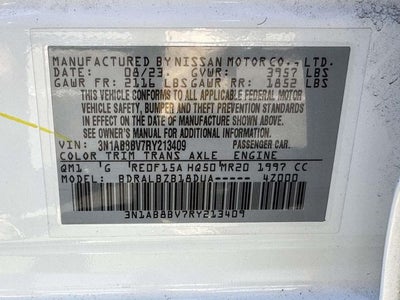 MANUFACTURED BY NISSAN MOTOR CO., LTD.
DATE: 08/23 GVWR: 3957 LBS
GAWR FR: 2116 LBS GAWR RR: 1852 LBS
THIS VEHICLE CONFORMS TO ALL APPLICABLE FEDERAL MOTOR
VEHICLE SAFETY, BUMPER AND THEFT PREVENTION STANDARDS
IN EFFECT ON THE DATE OF MANUFACTURE SHOWN ABOVE.
SEE OWNER'S MANUAL FOR ADDITIONAL INFORMATION.
VIN: 3N1AB8BV7RY213409 PASSENGER CAR.
COLOR TRIM TRANS AXLE ENGINE
QM1 G RE0F15A HQ50 MR20 1997 CC
BDRALBZB18DUA----- 4Z000
3N1AB8BV7RY213409